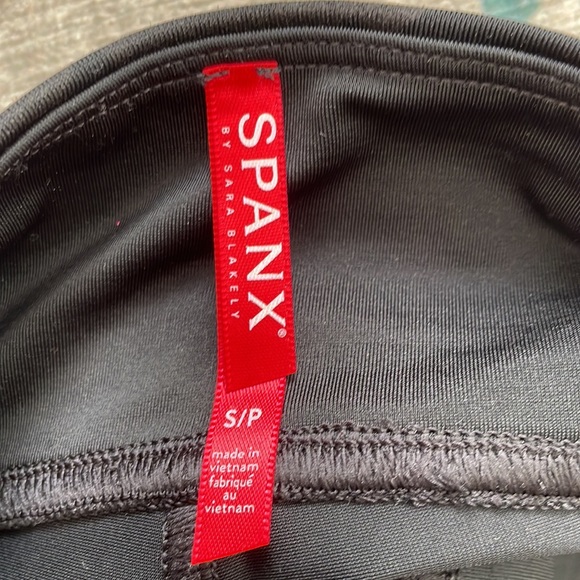 SPANX®
BY SARA BLAKELY
S/P
made in
vietnam
fabriqué
au
vietnam